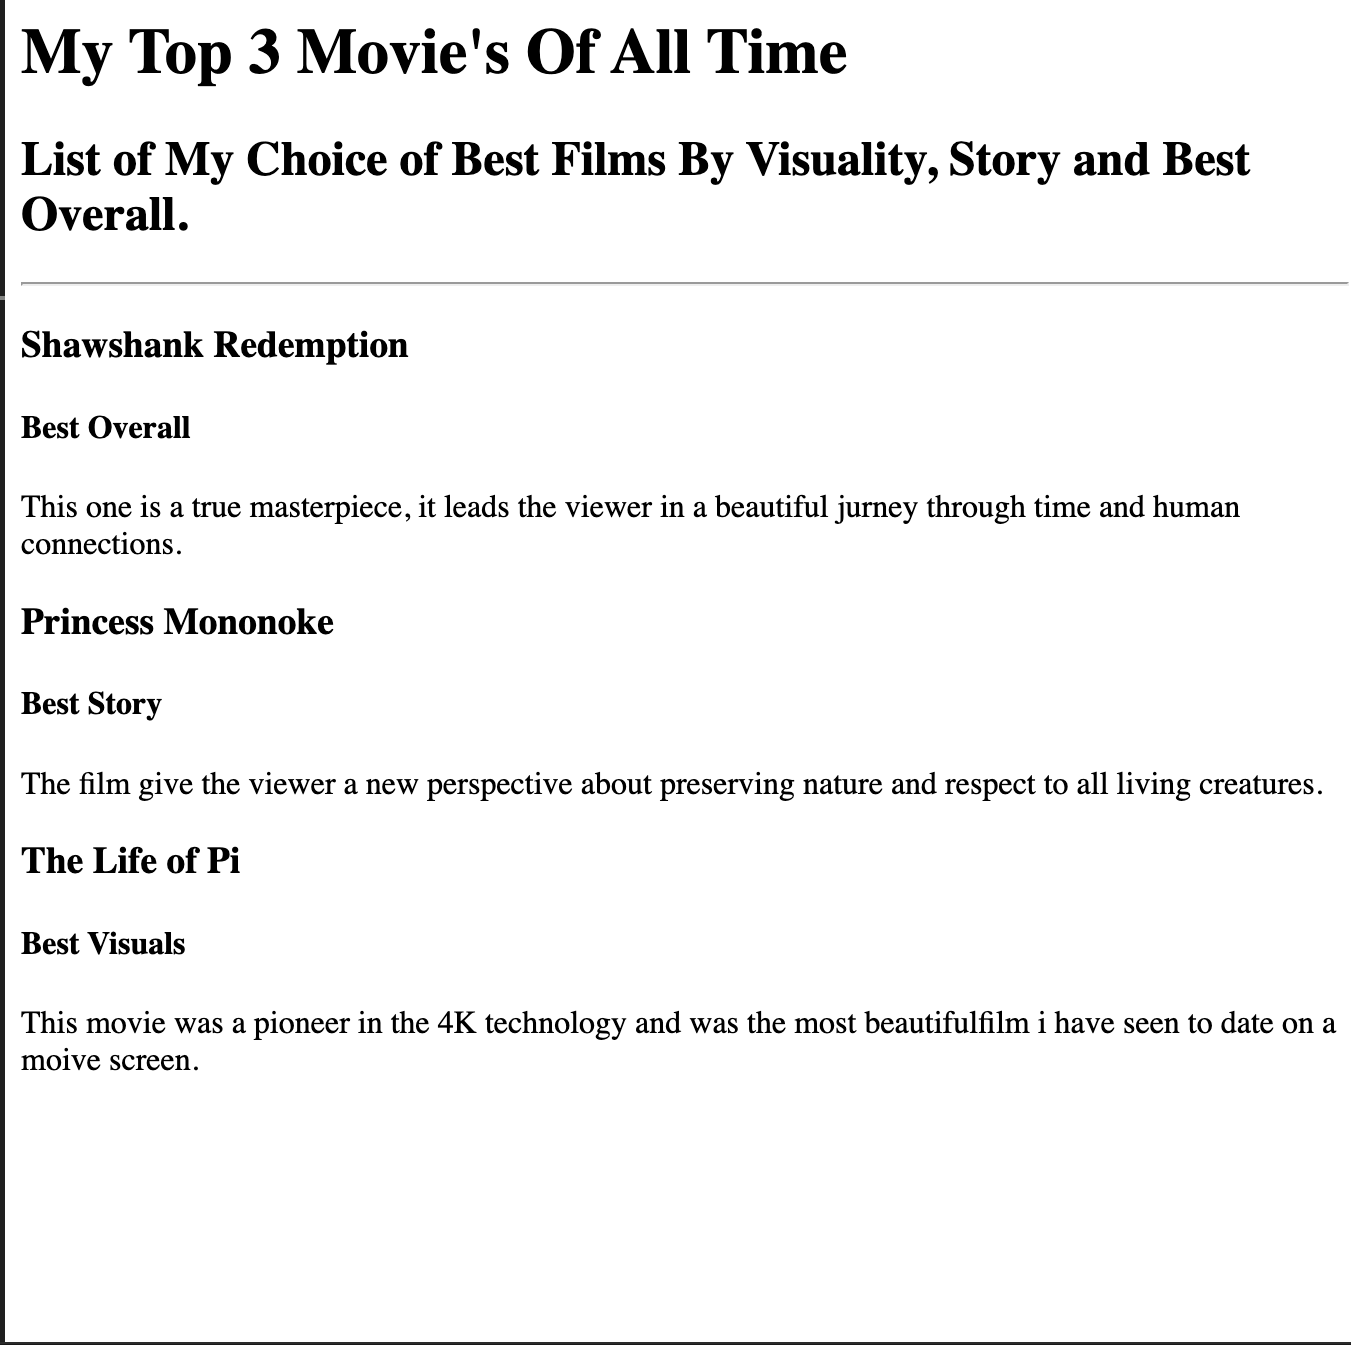 My Top 3 Movie's Of All Time
List of My Choice of Best Films By Visuality, Story and Best
Overall.
Shawshank Redemption
Best Overall
This one is a true masterpiece, it leads the viewer in a beautiful jurney through time and human
connections.
Princess Mononoke
Best Story
The film give the viewer a new perspective about preserving nature and respect to all living creatures.
The Life of Pi
Best Visuals
This movie was a pioneer in the 4K technology and was the most beautifulfilm i have seen to date on a
moive screen.